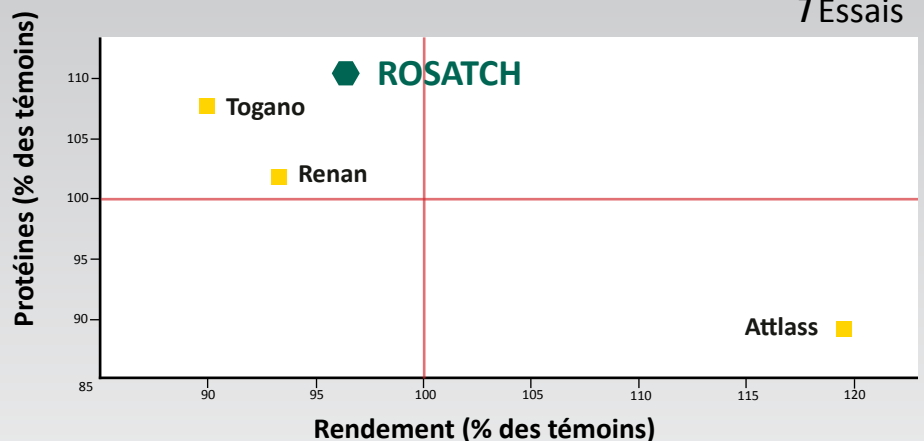 7 Essais
Protéines (% des témoins)
110
105
100
95
90
85
ROSATCH
Togano
Renan
Attlass
90
95
100
105
110
115
120
Rendement (% des témoins)